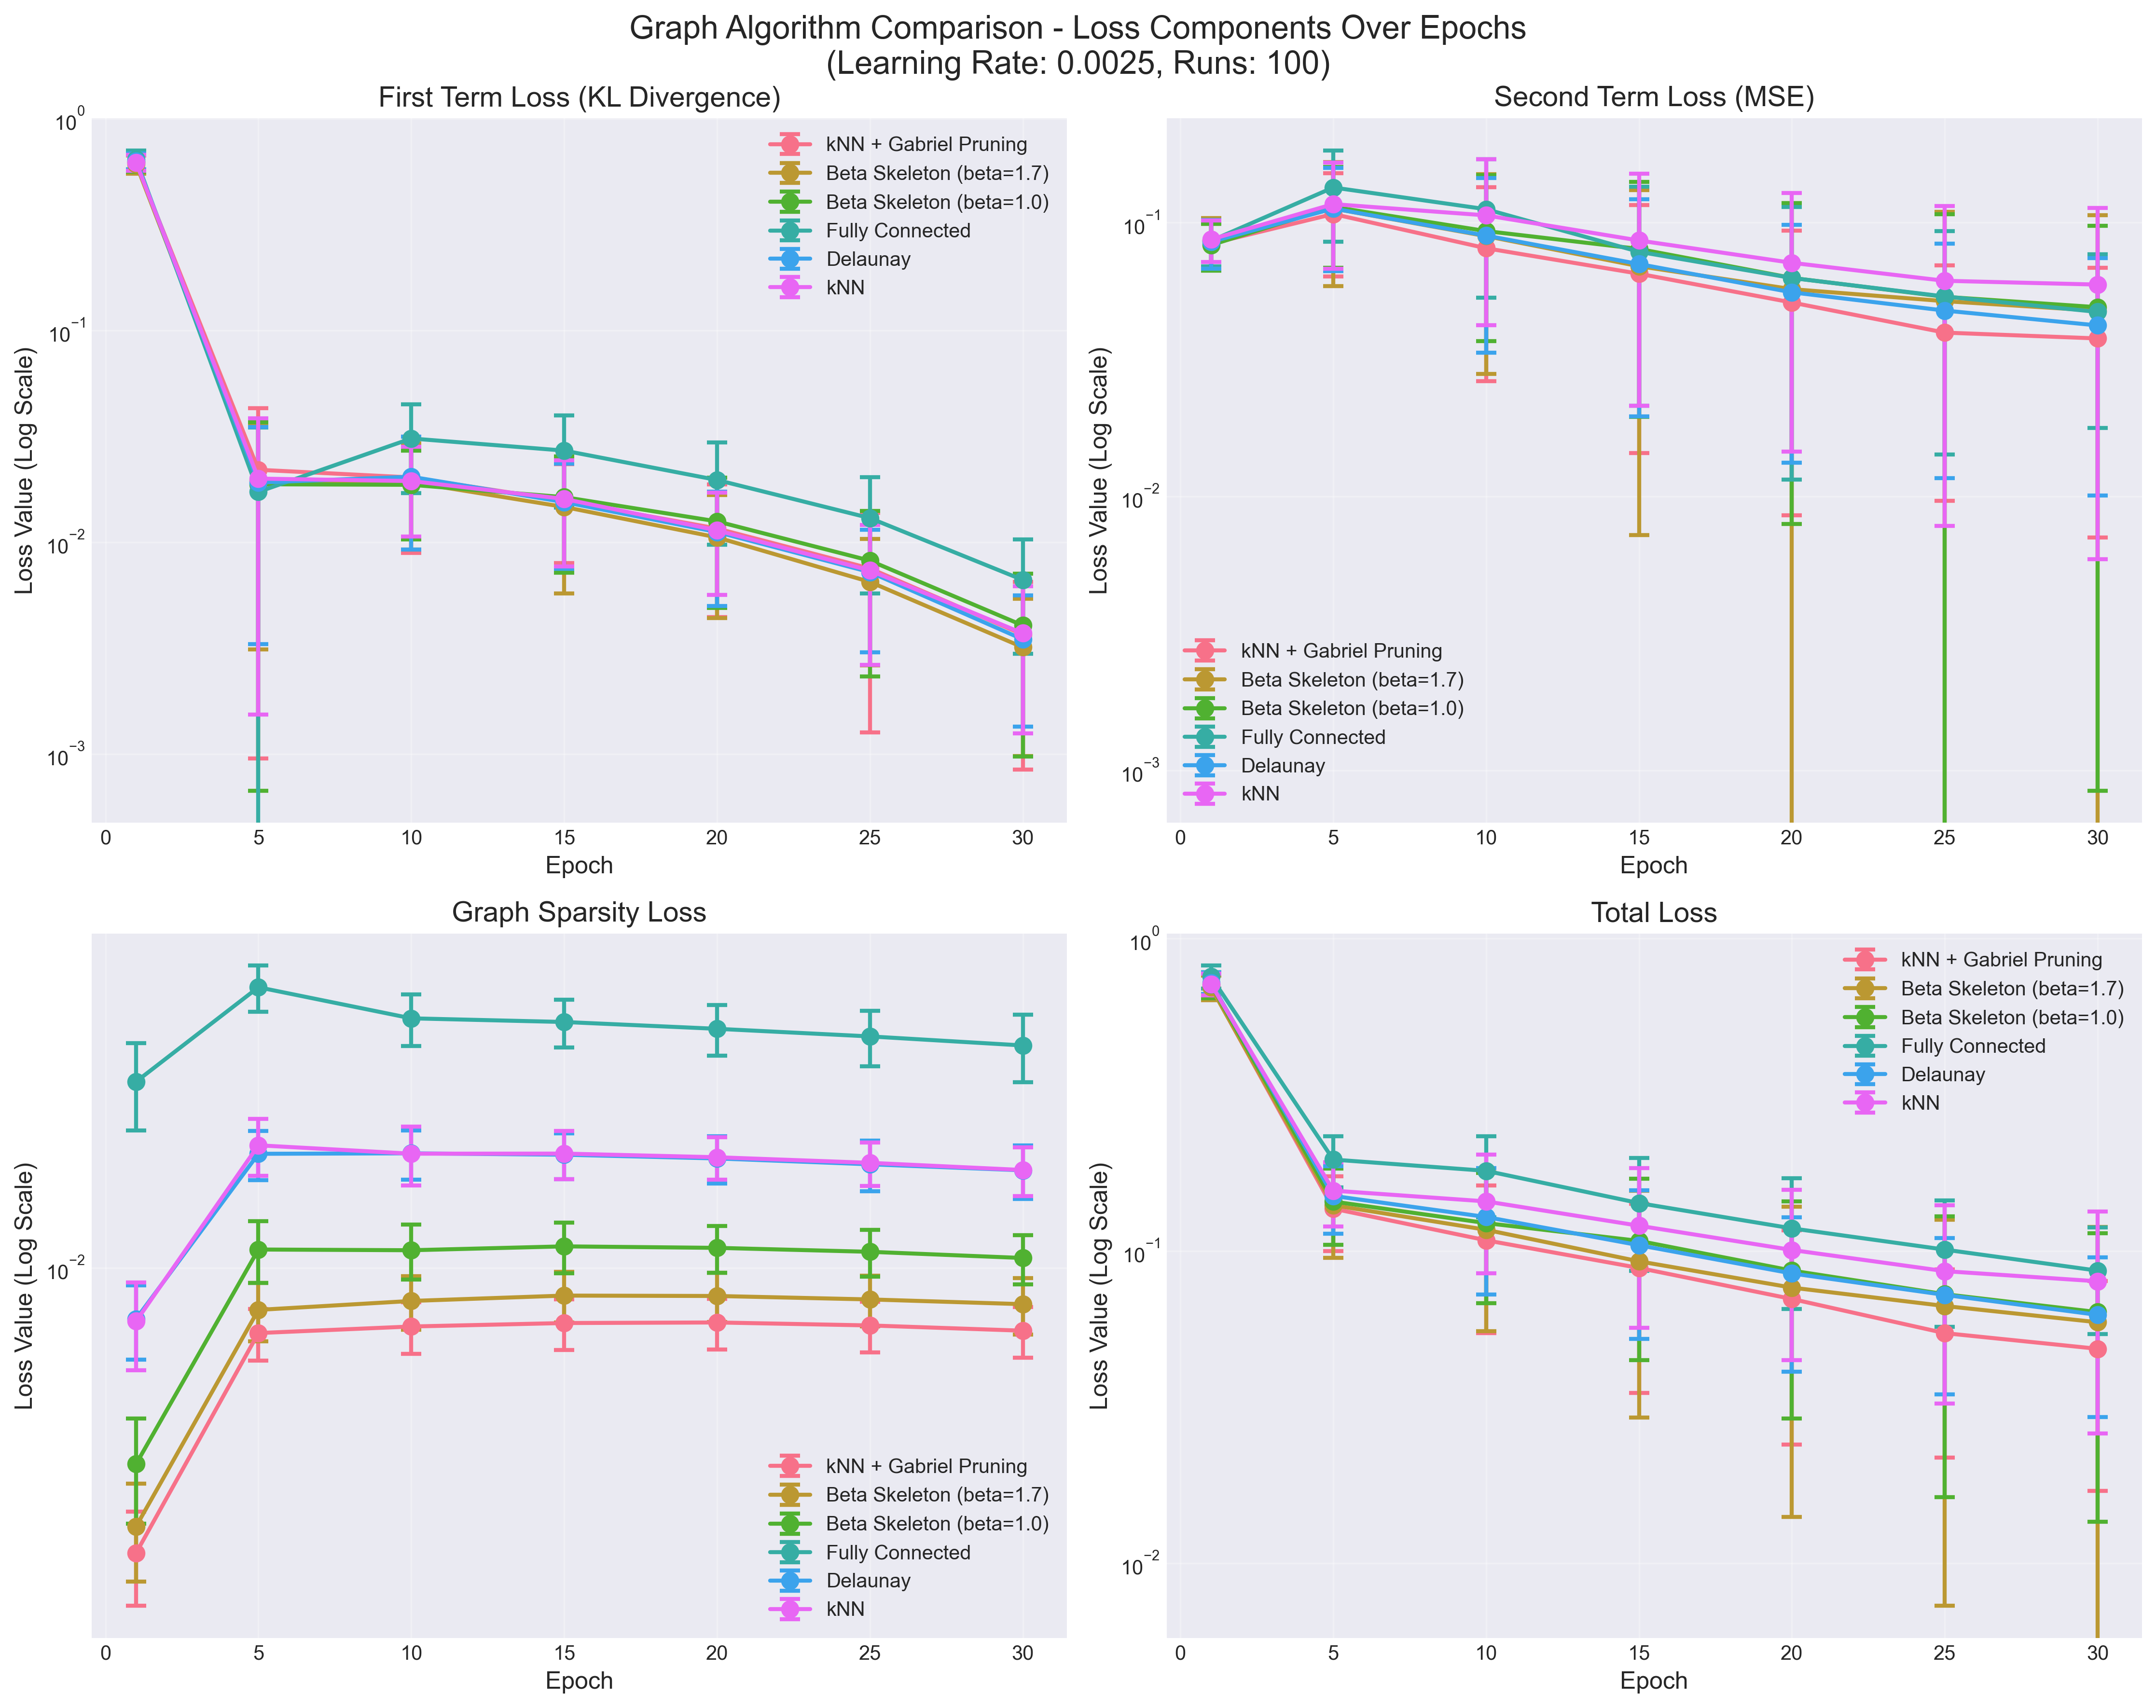 Graph Algorithm Comparison - Loss Components Over Epochs
(Learning Rate: 0.0025, Runs: 100)
First Term Loss (KL Divergence)
Loss Value (Log Scale)
10⁰
10⁻¹
10⁻²
10⁻³
kNN + Gabriel Pruning
Beta Skeleton (beta=1.7)
Beta Skeleton (beta=1.0)
Fully Connected
Delaunay
kNN
0 5 10 15 20 25 30
Epoch
Second Term Loss (MSE)
Loss Value (Log Scale)
10⁻¹
10⁻²
10⁻³
kNN + Gabriel Pruning
Beta Skeleton (beta=1.7)
Beta Skeleton (beta=1.0)
Fully Connected
Delaunay
kNN
0 5 10 15 20 25 30
Epoch
Graph Sparsity Loss
Loss Value (Log Scale)
10⁻²
kNN + Gabriel Pruning
Beta Skeleton (beta=1.7)
Beta Skeleton (beta=1.0)
Fully Connected
Delaunay
kNN
0 5 10 15 20 25 30
Epoch
Total Loss
Loss Value (Log Scale)
10⁰
10⁻¹
10⁻²
kNN + Gabriel Pruning
Beta Skeleton (beta=1.7)
Beta Skeleton (beta=1.0)
Fully Connected
Delaunay
kNN
0 5 10 15 20 25 30
Epoch